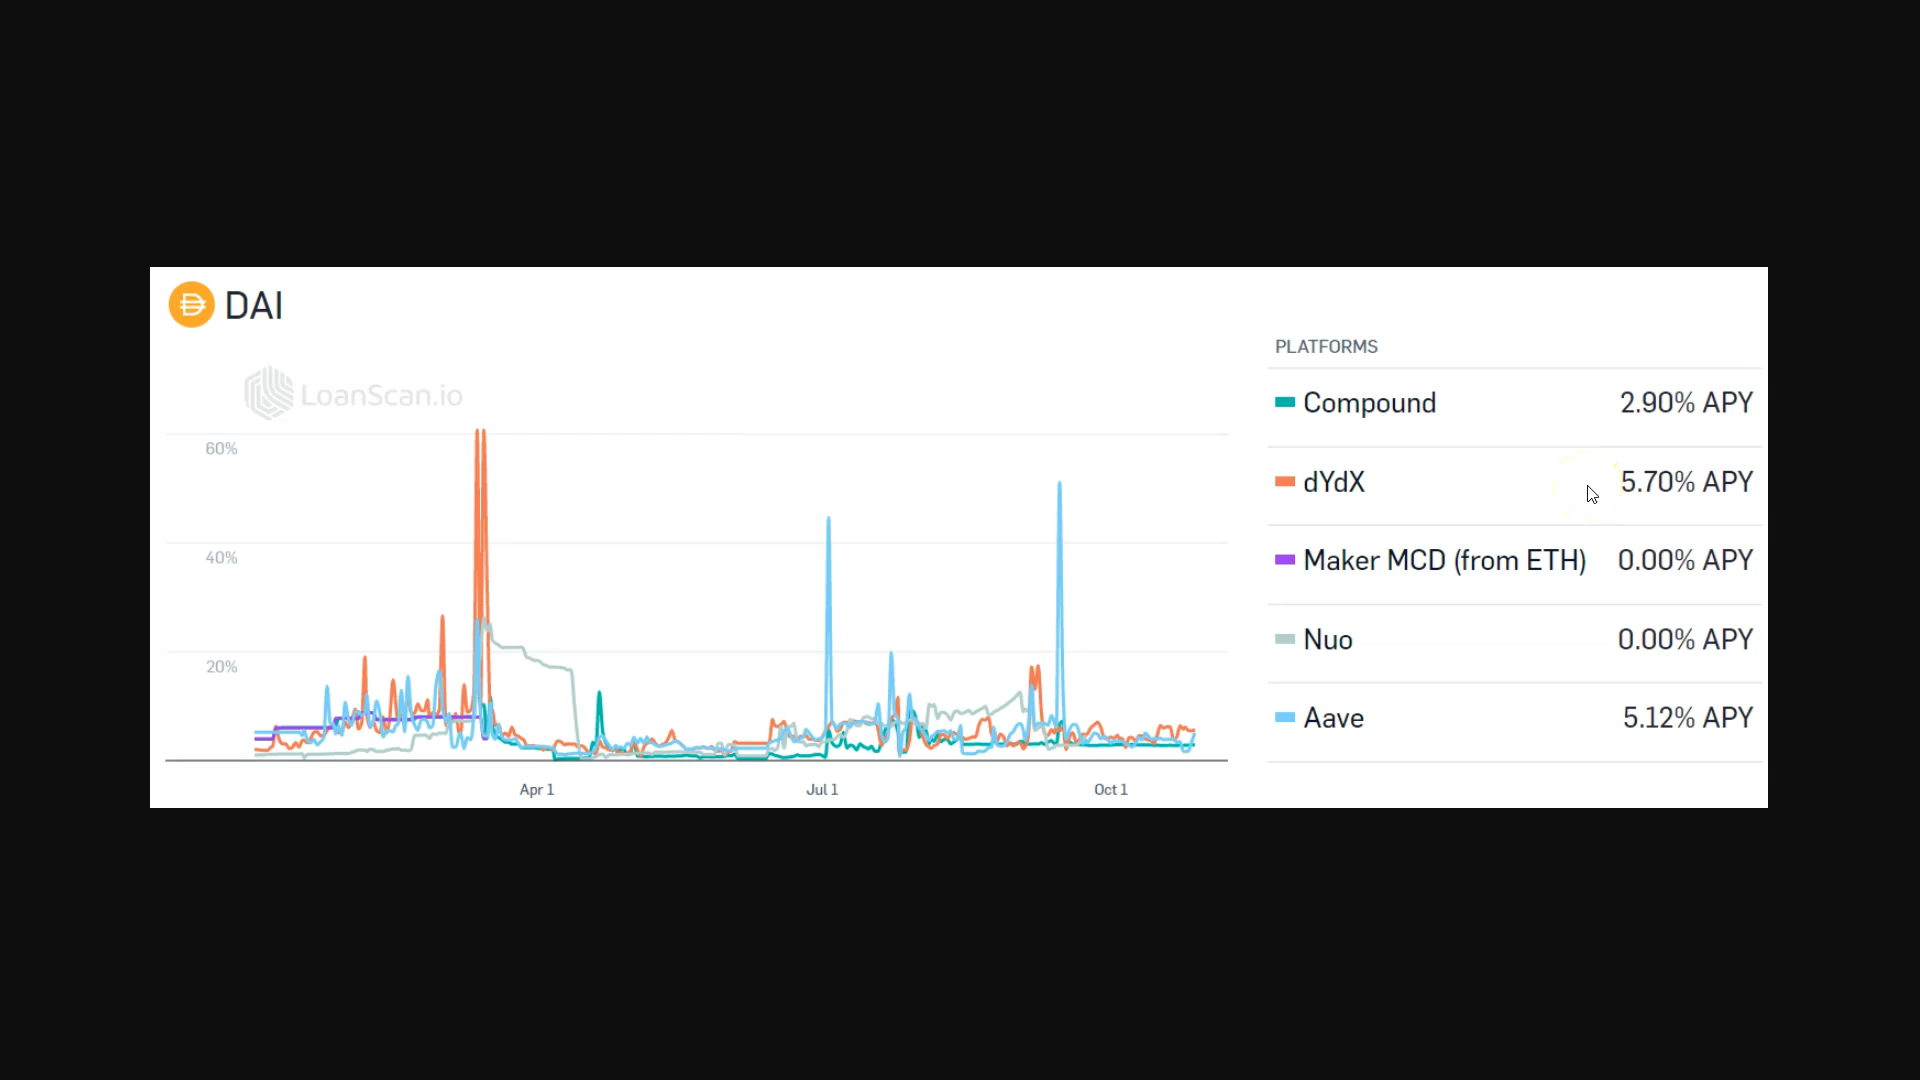 DAI
LoanScan.io
60%
40%
20%
Apr 1
Jul 1
Oct 1
PLATFORMS
Compound 2.90% APY
dYdX 5.70% APY
Maker MCD (from ETH) 0.00% APY
Nuo 0.00% APY
Aave 5.12% APY